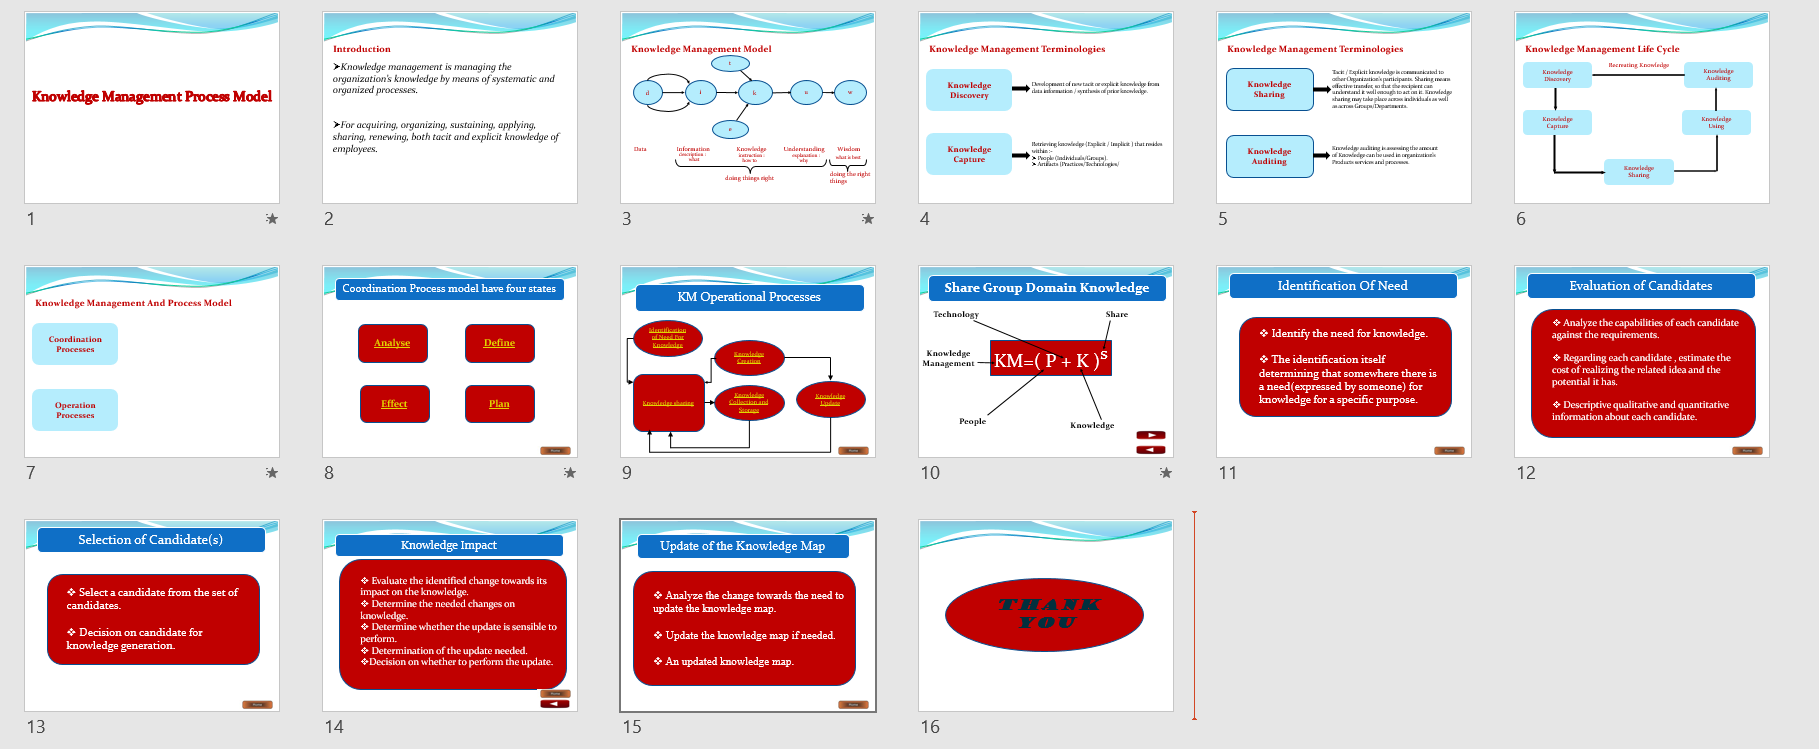 Knowledge Management Process Model
1
Introduction
➤Knowledge management is managing the
organization's knowledge by means of systematic and
organized processes.
➤For acquiring, organizing, sustaining, applying,
sharing, renewing, both tacit and explicit knowledge of
employees.
2
Knowledge Management Model
t
d
i
k
u
w
e
Data
Information
description :
what
Knowledge
instruction :
how to
Understanding
explanation :
why
Wisdom
what is best
doing things right
doing the right
things
3
Knowledge Management Terminologies
Knowledge
Discovery
Development of new tacit or explicit knowledge from
data information / synthesis of prior knowledge.
Knowledge
Capture
Retrieving knowledge (Explicit / Implicit ) that resides
within :-
➤ People (Individuals/Groups).
➤ Artifacts (Practices/Technologies/
4
Knowledge Management Terminologies
Knowledge
Sharing
Tacit / Explicit knowledge is communicated to
other Organization's participants. Sharing means
effective transfer, so that the recipient can
understand it well enough to act on it. Knowledge
sharing may take place across individuals as well
as across Groups/Departments.
Knowledge
Auditing
Knowledge auditing is assessing the amount
of Knowledge can be used in organization's
Products services and processes.
5
Knowledge Management Life Cycle
Knowledge
Discovery
Recreating Knowledge
Knowledge
Auditing
Knowledge
Capture
Knowledge
Using
Knowledge
Sharing
6
Knowledge Management And Process Model
Coordination
Processes
Operation
Processes
7
Coordination Process model have four states
Analyse
Define
Effect
Plan
Home
8
KM Operational Processes
Identification
of Need For
Knowledge
Knowledge
Creation
Knowledge sharing
Knowledge
Collection and
Storage
Knowledge
Update
Home
9
Share Group Domain Knowledge
Technology
Share
Knowledge
Management
KM=( P + K )S
People
Knowledge
10
Identification Of Need
❖ Identify the need for knowledge.
❖ The identification itself
determining that somewhere there is
a need(expressed by someone) for
knowledge for a specific purpose.
Home
11
Evaluation of Candidates
❖ Analyze the capabilities of each candidate
against the requirements.
❖ Regarding each candidate , estimate the
cost of realizing the related idea and the
potential it has.
❖ Descriptive qualitative and quantitative
information about each candidate.
Home
12
Selection of Candidate(s)
❖ Select a candidate from the set of
candidates.
❖ Decision on candidate for
knowledge generation.
Home
13
Knowledge Impact
❖ Evaluate the identified change towards its
impact on the knowledge.
❖ Determine the needed changes on
knowledge.
❖ Determine whether the update is sensible to
perform.
❖ Determination of the update needed.
❖Decision on whether to perform the update.
Home
14
Update of the Knowledge Map
❖ Analyze the change towards the need to
update the knowledge map.
❖ Update the knowledge map if needed.
❖ An updated knowledge map.
Home
15
THANK
YOU
16